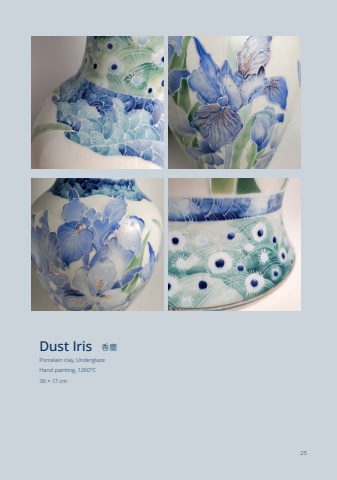 Dust Iris 香塵
Porcelain clay, Underglaze
Hand painting, 1260°C
36 × 17 cm
25